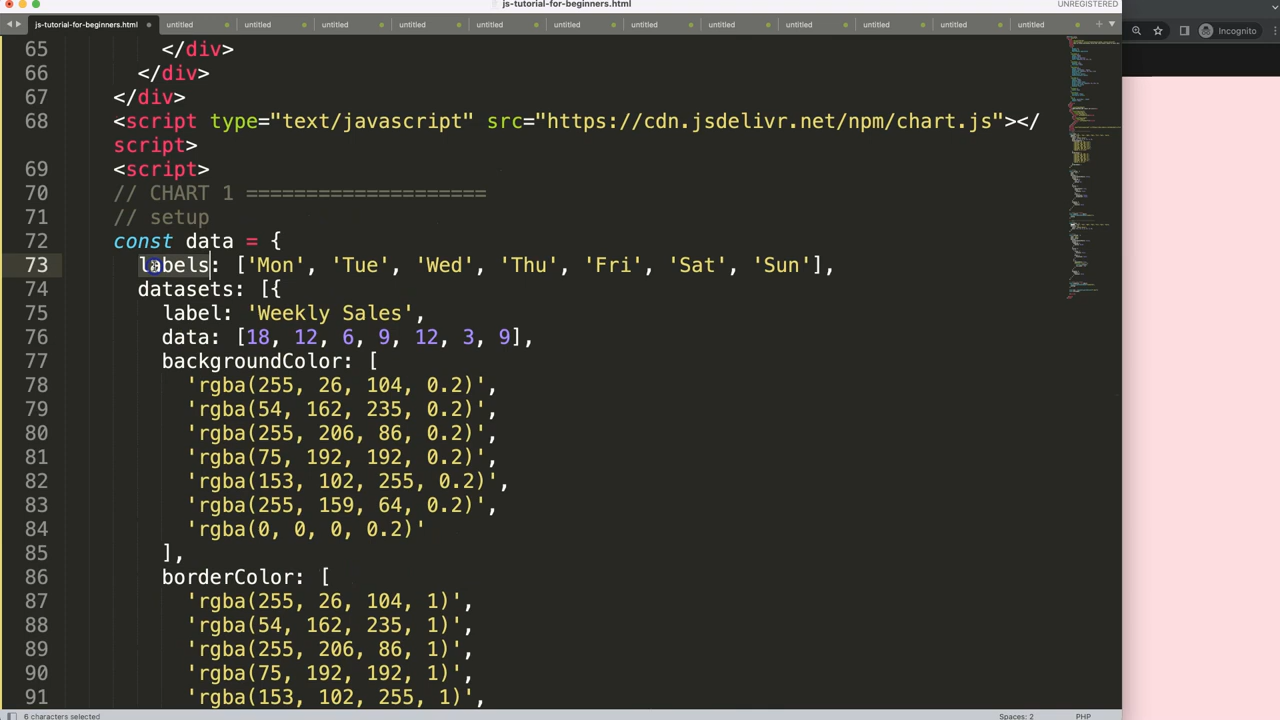 js-tutorial-for-beginners.html
UNREGISTERED
js-tutorial-for-beginners.html untitled untitled untitled untitled untitled untitled untitled untitled untitled untitled untitled untitled
Incognito
65 </div>
66 </div>
67 </div>
68 <script type="text/javascript" src="https://cdn.jsdelivr.net/npm/chart.js"></
script>
69 <script>
70 // CHART 1 ====================
71 // setup
72 const data = {
73 labels: ['Mon', 'Tue', 'Wed', 'Thu', 'Fri', 'Sat', 'Sun'],
74 datasets: [{
75 label: 'Weekly Sales',
76 data: [18, 12, 6, 9, 12, 3, 9],
77 backgroundColor: [
78 'rgba(255, 26, 104, 0.2)',
79 'rgba(54, 162, 235, 0.2)',
80 'rgba(255, 206, 86, 0.2)',
81 'rgba(75, 192, 192, 0.2)',
82 'rgba(153, 102, 255, 0.2)',
83 'rgba(255, 159, 64, 0.2)',
84 'rgba(0, 0, 0, 0.2)'
85 ],
86 borderColor: [
87 'rgba(255, 26, 104, 1)',
88 'rgba(54, 162, 235, 1)',
89 'rgba(255, 206, 86, 1)',
90 'rgba(75, 192, 192, 1)',
91 'rgba(153, 102, 255, 1)',
6 characters selected
Spaces: 2
PHP